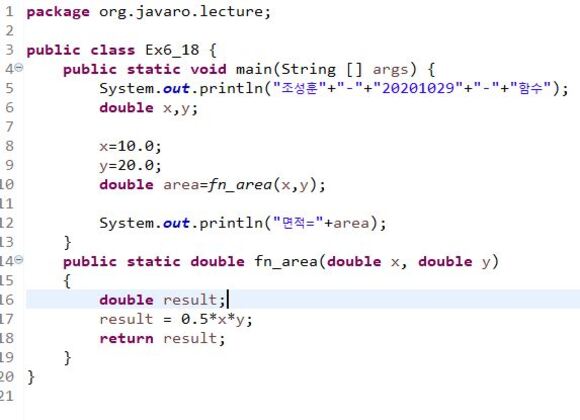 1 package org.javaro.lecture;
2
3 public class Ex6_18 {
4 public static void main(String [] args) {
5 System.out.println("조성훈"+"-"+"20201029"+"-"+"함수");
6 double x,y;
7
8 x=10.0;
9 y=20.0;
10 double area=fn_area(x,y);
11
12 System.out.println("면적="+area);
13 }
14 public static double fn_area(double x, double y)
15 {
16 double result;
17 result = 0.5*x*y;
18 return result;
19 }
20 }
21